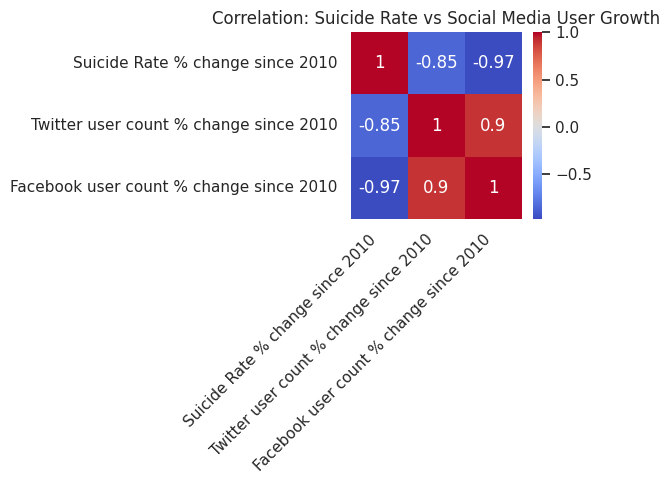 Correlation: Suicide Rate vs Social Media User Growth
Suicide Rate % change since 2010
1 -0.85 -0.97
Twitter user count % change since 2010
-0.85 1 0.9
Facebook user count % change since 2010
-0.97 0.9 1
1.0
0.5
0.0
−0.5
Suicide Rate % change since 2010
Twitter user count % change since 2010
Facebook user count % change since 2010